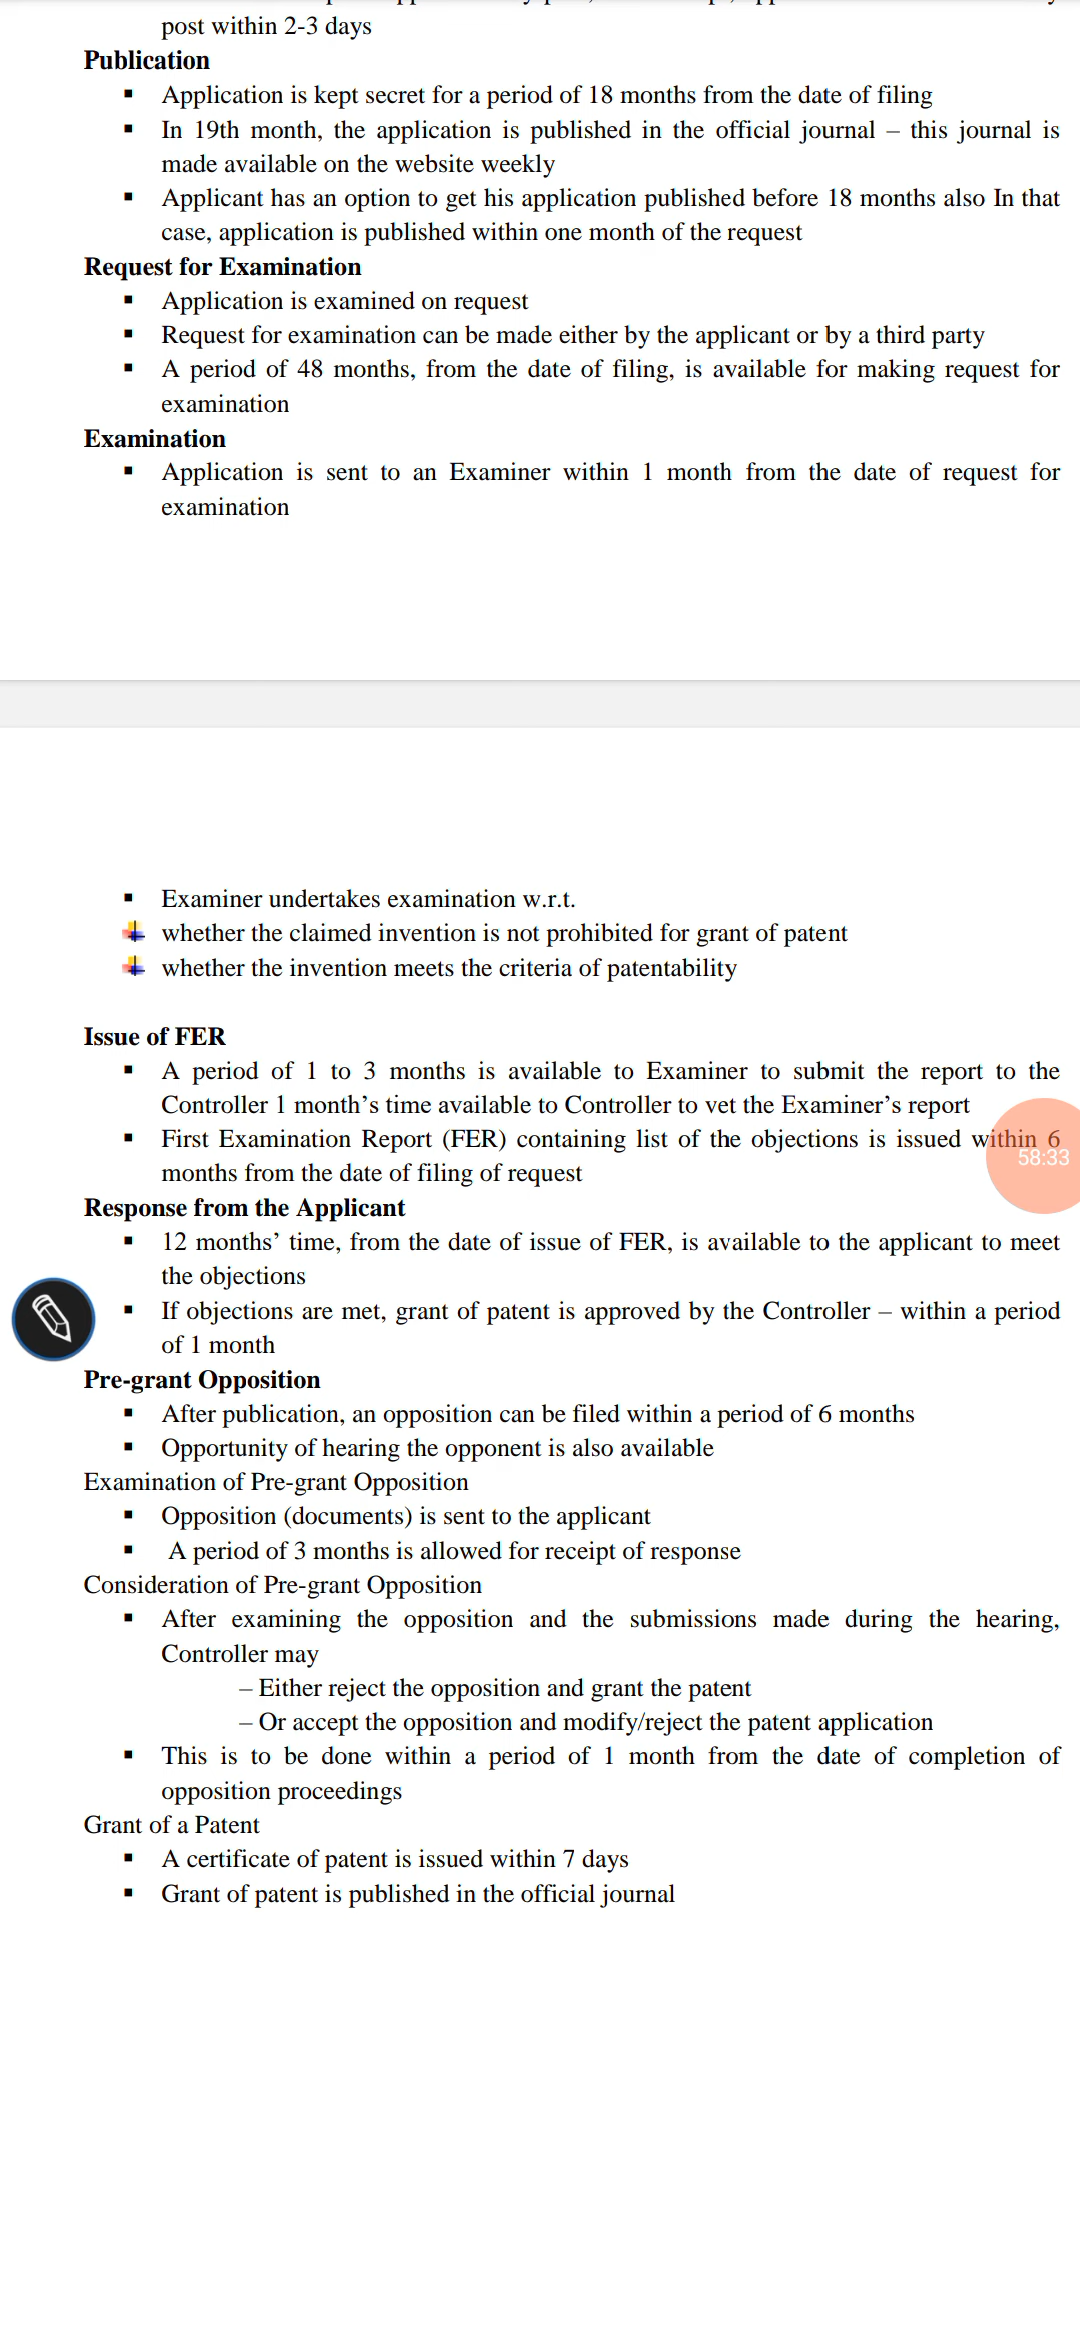 post within 2-3 days
Publication
▪ Application is kept secret for a period of 18 months from the date of filing
▪ In 19th month, the application is published in the official journal – this journal is
made available on the website weekly
▪ Applicant has an option to get his application published before 18 months also In that
case, application is published within one month of the request
Request for Examination
▪ Application is examined on request
▪ Request for examination can be made either by the applicant or by a third party
▪ A period of 48 months, from the date of filing, is available for making request for
examination
Examination
▪ Application is sent to an Examiner within 1 month from the date of request for
examination
▪ Examiner undertakes examination w.r.t.
whether the claimed invention is not prohibited for grant of patent
whether the invention meets the criteria of patentability
Issue of FER
▪ A period of 1 to 3 months is available to Examiner to submit the report to the
Controller 1 month’s time available to Controller to vet the Examiner’s report
▪ First Examination Report (FER) containing list of the objections is issued within 6
58:33
months from the date of filing of request
Response from the Applicant
▪ 12 months’ time, from the date of issue of FER, is available to the applicant to meet
the objections
▪ If objections are met, grant of patent is approved by the Controller – within a period
of 1 month
Pre-grant Opposition
▪ After publication, an opposition can be filed within a period of 6 months
▪ Opportunity of hearing the opponent is also available
Examination of Pre-grant Opposition
▪ Opposition (documents) is sent to the applicant
▪ A period of 3 months is allowed for receipt of response
Consideration of Pre-grant Opposition
▪ After examining the opposition and the submissions made during the hearing,
Controller may
– Either reject the opposition and grant the patent
– Or accept the opposition and modify/reject the patent application
▪ This is to be done within a period of 1 month from the date of completion of
opposition proceedings
Grant of a Patent
▪ A certificate of patent is issued within 7 days
▪ Grant of patent is published in the official journal